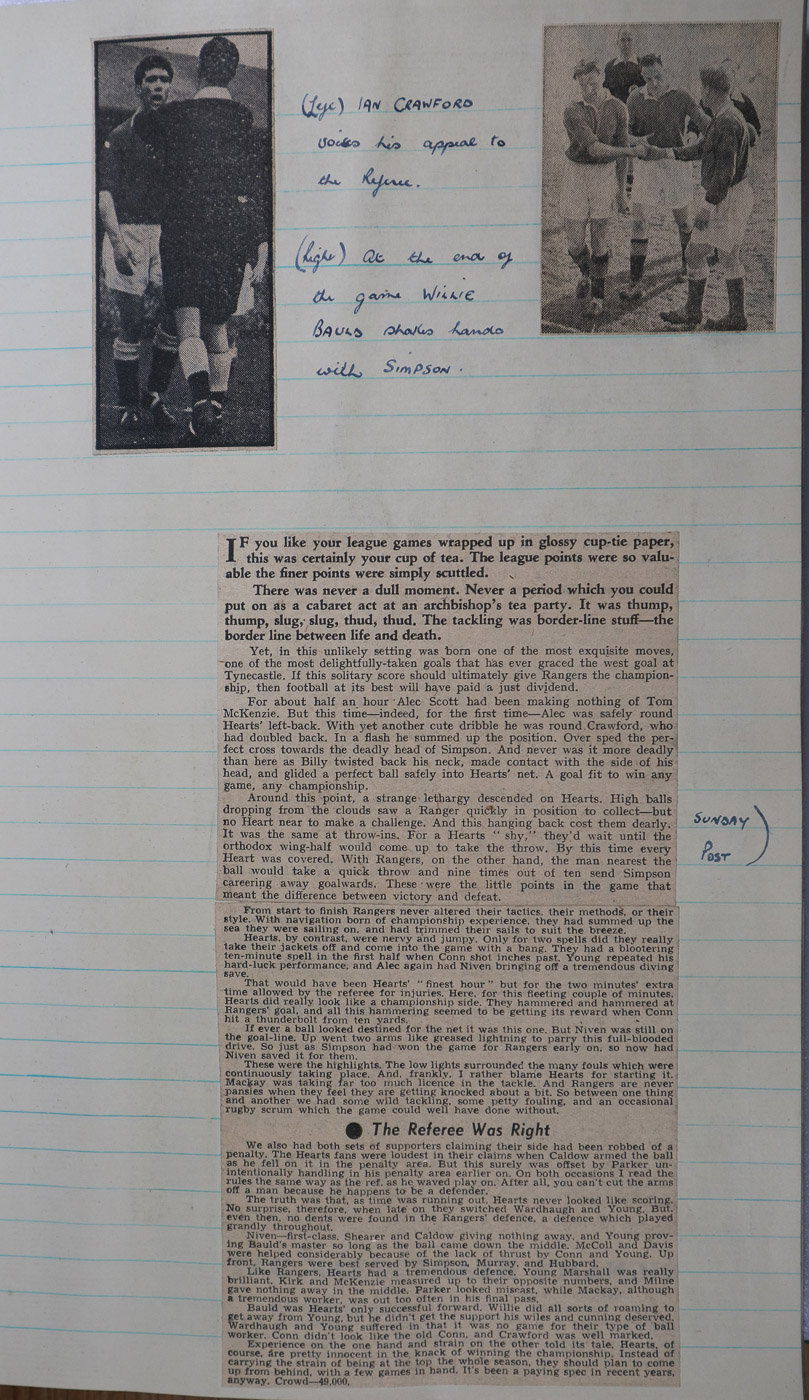 (Left) IAN CRAWFORD
voices his appeal to
the Referee.
(Right) At the end of
the game WILLIE
BAULD shakes hands
with SIMPSON.
IF you like your league games wrapped up in glossy cup-tie paper,
this was certainly your cup of tea. The league points were so valu-
able the finer points were simply scuttled.
There was never a dull moment. Never a period which you could
put on as a cabaret act at an archbishop's tea party. It was thump,
thump, slug, slug, thud, thud. The tackling was border-line stuff—the
border line between life and death.
Yet, in this unlikely setting was born one of the most exquisite moves,
one of the most delightfully-taken goals that has ever graced the west goal at
Tynecastle. If this solitary score should ultimately give Rangers the champion-
ship, then football at its best will have paid a just dividend.
For about half an hour Alec Scott had been making nothing of Tom
McKenzie. But this time—indeed, for the first time—Alec was safely round
Hearts' left-back. With yet another cute dribble he was round Crawford, who
had doubled back. In a flash he summed up the position. Over sped the per-
fect cross towards the deadly head of Simpson. And never was it more deadly
than here as Billy twisted back his neck, made contact with the side of his
head, and glided a perfect ball safely into Hearts' net. A goal fit to win any
game, any championship.
Around this point, a strange lethargy descended on Hearts. High balls
dropping from the clouds saw a Ranger quickly in position to collect—but
no Heart near to make a challenge. And this hanging back cost them dearly.
It was the same at throw-ins. For a Hearts "shy," they'd wait until the
orthodox wing-half would come up to take the throw. By this time every
Heart was covered. With Rangers, on the other hand, the man nearest the
ball would take a quick throw and nine times out of ten send Simpson
careering away goalwards. These were the little points in the game that
meant the difference between victory and defeat.
SUNDAY
POST
From start to finish Rangers never altered their tactics, their methods, or their
style. With navigation born of championship experience, they had summed up the
sea they were sailing on, and had trimmed their sails to suit the breeze.
Hearts, by contrast, were nervy and jumpy. Only for two spells did they really
take their jackets off and come into the game with a bang. They had a blootering
ten-minute spell in the first half when Conn shot inches past. Young repeated his
hard-luck performance, and Alec again had Niven bringing off a tremendous diving
save.
That would have been Hearts' "finest hour" but for the two minutes' extra
time allowed by the referee for injuries. Here, for this fleeting couple of minutes,
Hearts did really look like a championship side. They hammered and hammered at
Rangers' goal, and all this hammering seemed to be getting its reward when Conn
hit a thunderbolt from ten yards.
If ever a ball looked destined for the net it was this one. But Niven was still on
the goal-line. Up went two arms like greased lightning to parry this full-blooded
drive. So just as Simpson had won the game for Rangers early on, so now had
Niven saved it for them.
These were the highlights. The low lights surrounded the many fouls which were
continuously taking place. And, frankly, I rather blame Hearts for starting it.
Mackay was taking far too much licence in the tackle. And Rangers are never
pansies when they feel they are getting knocked about a bit. So between one thing
and another we had some wild tackling, some petty fouling, and an occasional
rugby scrum which the game could well have done without.
● The Referee Was Right
We also had both sets of supporters claiming their side had been robbed of a
penalty. The Hearts fans were loudest in their claims when Caldow armed the ball
as he fell on it in the penalty area. But this surely was offset by Parker un-
intentionally handling in his penalty area earlier on. On both occasions I read the
rules the same way as the ref. as he waved play on. After all, you can't cut the arms
off a man because he happens to be a defender.
The truth was that, as time was running out, Hearts never looked like scoring.
No surprise, therefore, when late on they switched Wardhaugh and Young. But,
even then, no dents were found in the Rangers' defence, a defence which played
grandly throughout.
Niven—first-class, Shearer and Caldow giving nothing away, and Young prov-
ing Bauld's master so long as the ball came down the middle. McColl and Davis
were helped considerably because of the lack of thrust by Conn and Young. Up
front, Rangers were best served by Simpson, Murray, and Hubbard.
Like Rangers, Hearts had a tremendous defence. Young Marshall was really
brilliant. Kirk and McKenzie measured up to their opposite numbers, and Milne
gave nothing away in the middle. Parker looked miscast, while Mackay, although
a tremendous worker, was out too often in his final pass.
Bauld was Hearts' only successful forward. Willie did all sorts of roaming to
get away from Young, but he didn't get the support his wiles and cunning deserved.
Wardhaugh and Young suffered in that it was no game for their type of ball
worker. Conn didn't look like the old Conn, and Crawford was well marked.
Experience on the one hand and strain on the other told its tale. Hearts, of
course, are pretty innocent in the knack of winning the championship. Instead of
carrying the strain of being at the top the whole season, they should plan to come
up from behind, with a few games in hand. It's been a paying spec in recent years,
anyway. Crowd—49,000.